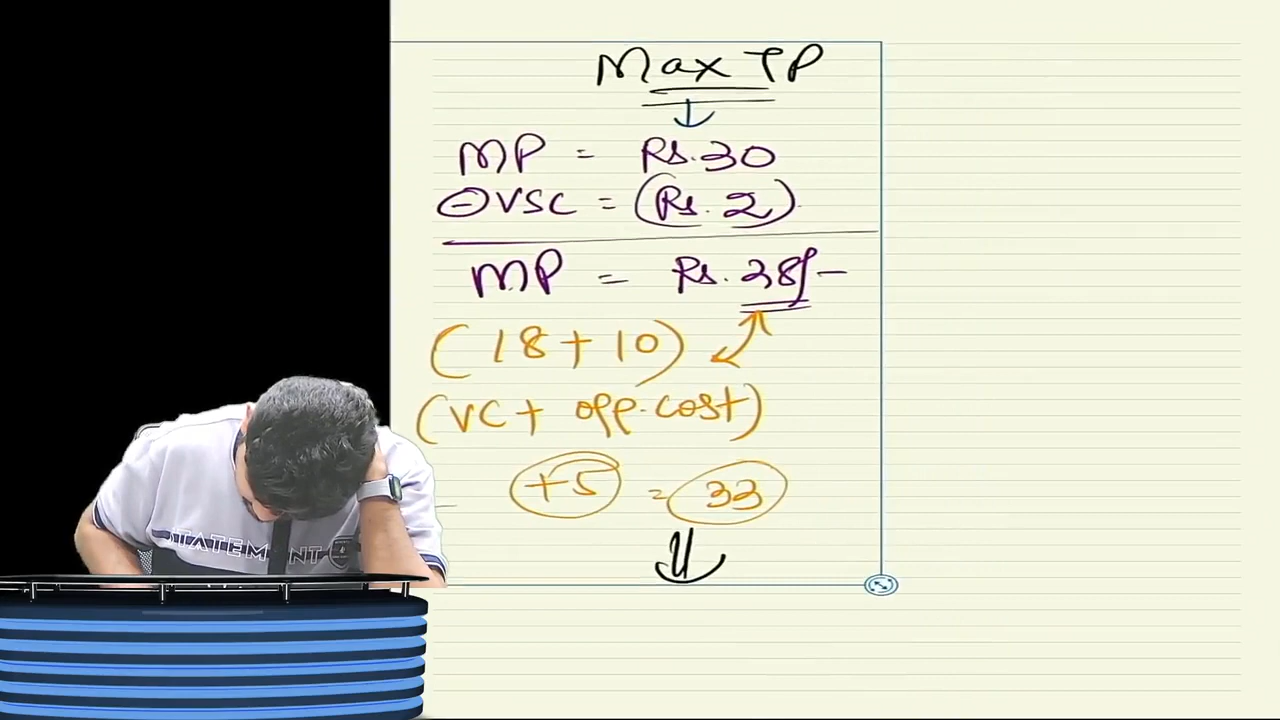 Max TP
MP = Rs. 30
⊖ VSC = (Rs. 2)
MP = Rs. 28/-
(18 + 10)
(VC + opp. cost)
+5 = 33
STATEMENT